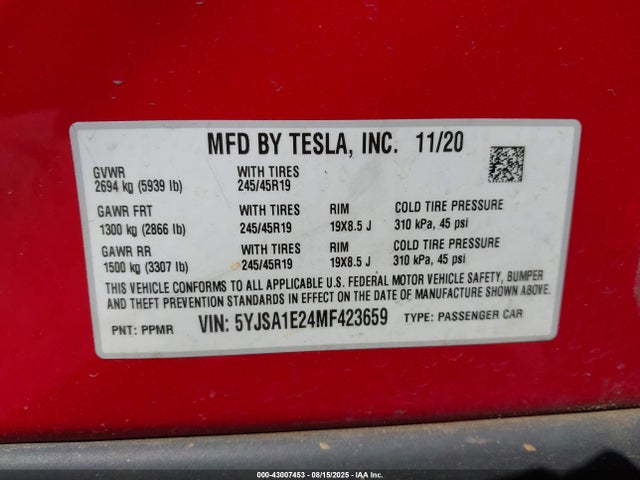 MFD BY TESLA, INC. 11/20
GVWR WITH TIRES
2694 kg (5939 lb) 245/45R19
GAWR FRT WITH TIRES RIM COLD TIRE PRESSURE
1300 kg (2866 lb) 245/45R19 19X8.5 J 310 kPa, 45 psi
GAWR RR WITH TIRES RIM COLD TIRE PRESSURE
1500 kg (3307 lb) 245/45R19 19X8.5 J 310 kPa, 45 psi
THIS VEHICLE CONFORMS TO ALL APPLICABLE U.S. FEDERAL MOTOR VEHICLE SAFETY, BUMPER
AND THEFT PREVENTION STANDARDS IN EFFECT ON THE DATE OF MANUFACTURE SHOWN ABOVE.
PNT: PPMR VIN: 5YJSA1E24MF423659 TYPE: PASSENGER CAR
000-43007453 - 08/15/2025 - IAAI, Inc.